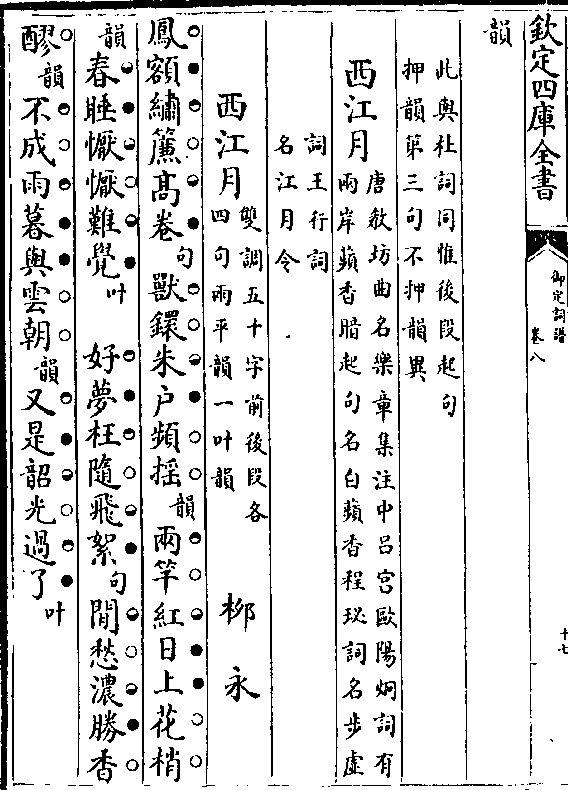 欽定四庫全書
御定詞譜
卷八
十七
韻
此與杜詞同惟後段起句
押韻第三句不押韻異
西江月
唐敎坊曲名樂章集注中呂宫歐陽炯詞有
兩岸蘋香暗起句名白蘋香程珌詞名步虛
詞王行詞
名江月令
西江月
雙調五十字前後段各
四句兩平韻一叶韻
柳永
鳳額繡簾髙卷句獸鐶朱户頻摇韻兩竿紅日上花梢
韻春睡懨懨難覺叶 好夢枉隨飛絮句閒愁濃勝香
醪韻不成雨暮與雲朝韻又是韶光過了叶